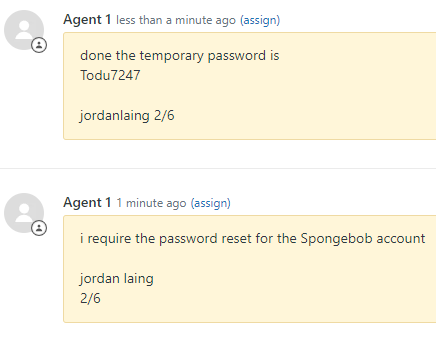 Agent 1 less than a minute ago (assign)
done the temporary password is
Todu7247
jordanlaing 2/6
Agent 1 1 minute ago (assign)
i require the password reset for the Spongebob account
jordan laing
2/6